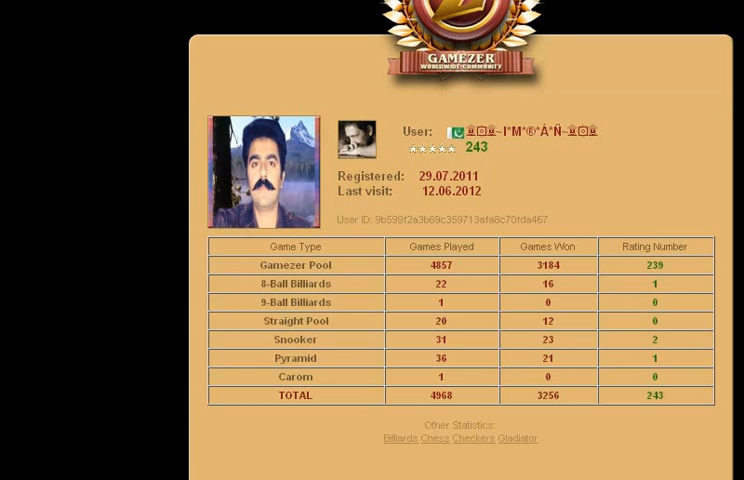 GAMEZER
WORLDWIDE COMMUNITY
User: ~I*M*®*Å*Ñ~
243
Registered: 29.07.2011
Last visit: 12.06.2012
User ID: 9b599f2a3b69c359713afa8c70fda467
Game Type Games Played Games Won Rating Number
Gamezer Pool 4857 3184 239
8-Ball Billiards 22 16 1
9-Ball Billiards 1 0 0
Straight Pool 20 12 0
Snooker 31 23 2
Pyramid 36 21 1
Carom 1 0 0
TOTAL 4968 3256 243
Other Statistics:
Billiards Chess Checkers Gladiator